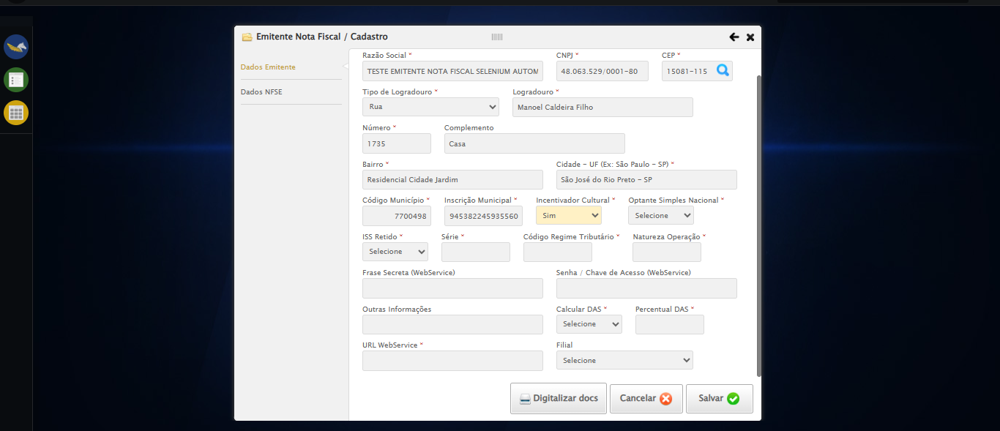 Emitente Nota Fiscal / Cadastro
Dados Emitente
Dados NFSE
Razão Social * CNPJ * CEP *
TESTE EMITENTE NOTA FISCAL SELENIUM AUTOM 48.063.529/0001-80 15081-115
Tipo de Logradouro * Logradouro *
Rua Manoel Caldeira Filho
Número * Complemento
1735 Casa
Bairro * Cidade - UF (Ex: São Paulo - SP) *
Residencial Cidade Jardim São José do Rio Preto - SP
Código Município * Inscrição Municipal * Incentivador Cultural * Optante Simples Nacional *
7700498 945382245935560 Sim Selecione
ISS Retido * Série * Código Regime Tributário * Natureza Operação *
Selecione
Frase Secreta (WebService) Senha / Chave de Acesso (WebService)
Outras Informações Calcular DAS * Percentual DAS *
Selecione
URL WebService * Filial
Selecione
Digitalizar docs Cancelar Salvar